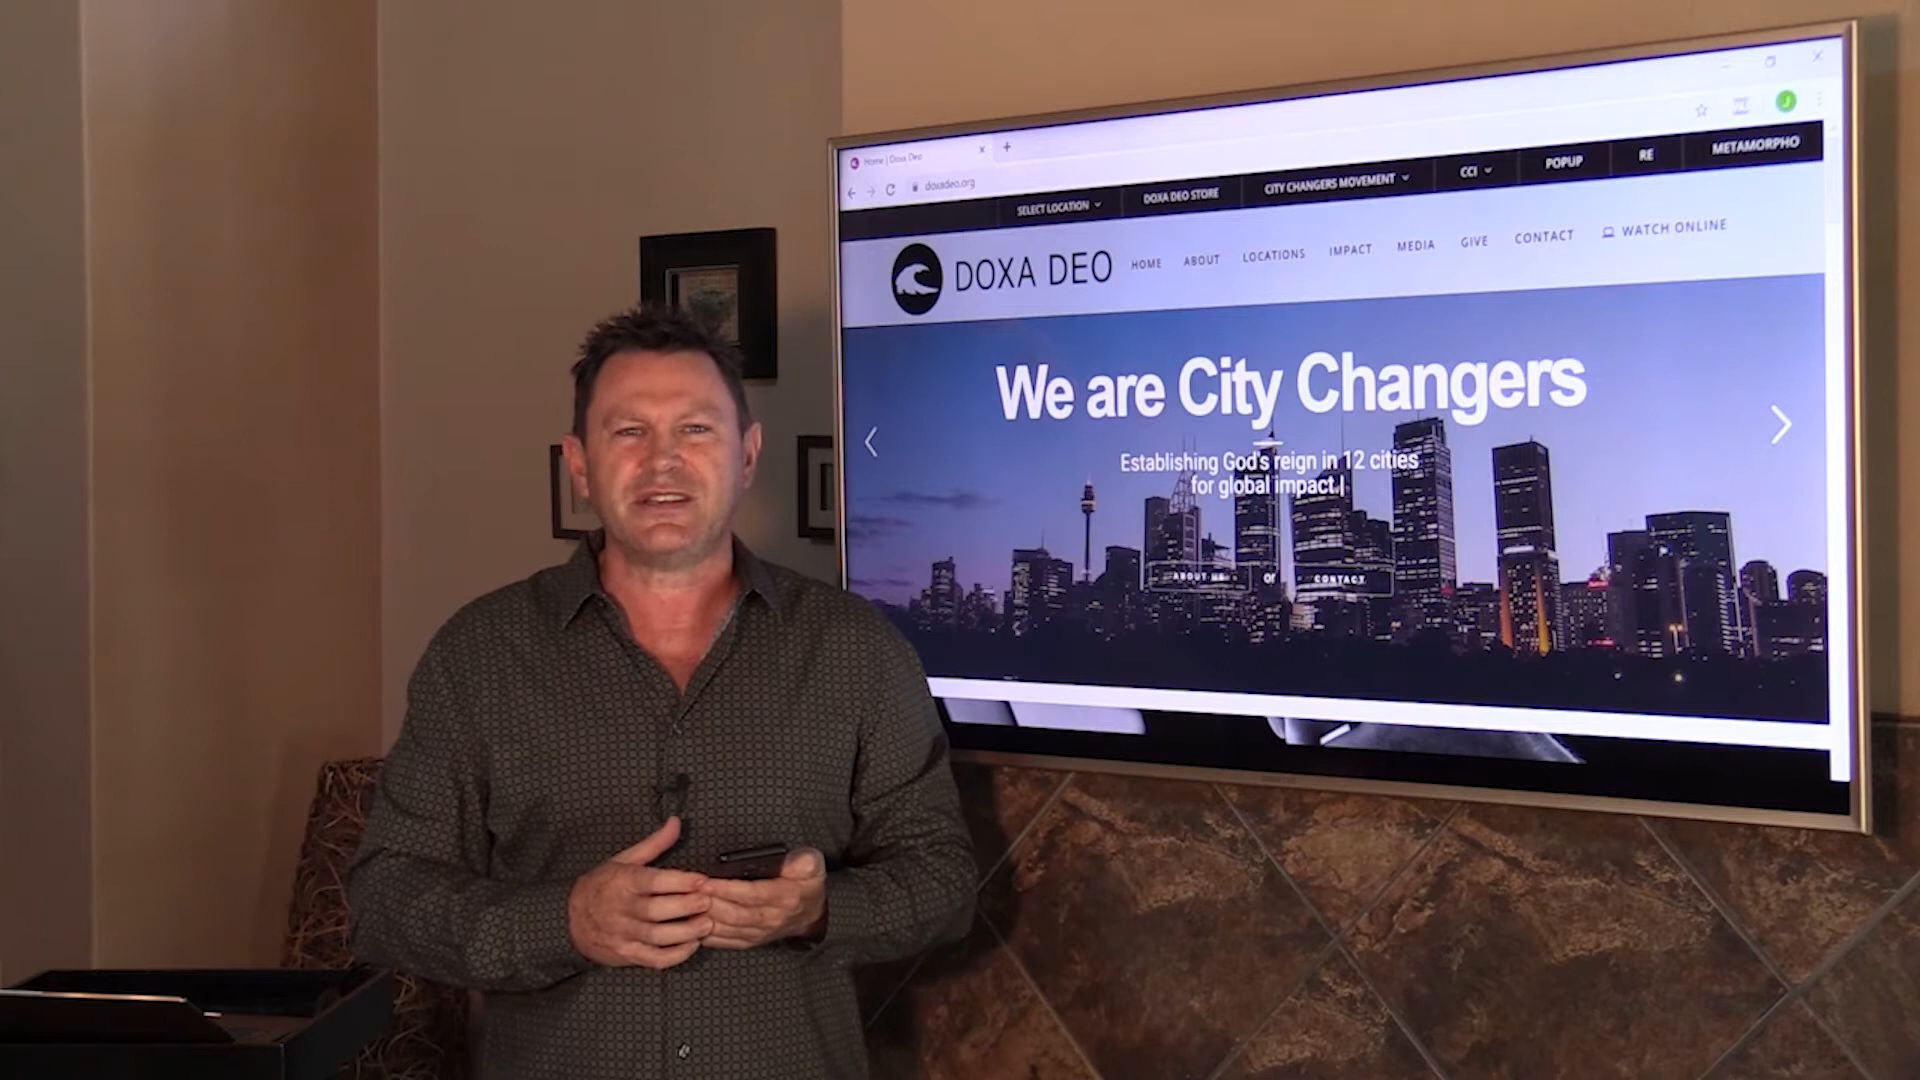 Home | Doxa Deo
doxadeo.org
SELECT LOCATION DOXA DEO STORE CITY CHANGERS MOVEMENT CCI POPUP RE METAMORPHO
DOXA DEO HOME ABOUT LOCATIONS IMPACT MEDIA GIVE CONTACT WATCH ONLINE
We are City Changers
Establishing God's reign in 12 cities
for global impact.|
ABOUT US or CONTACT
J